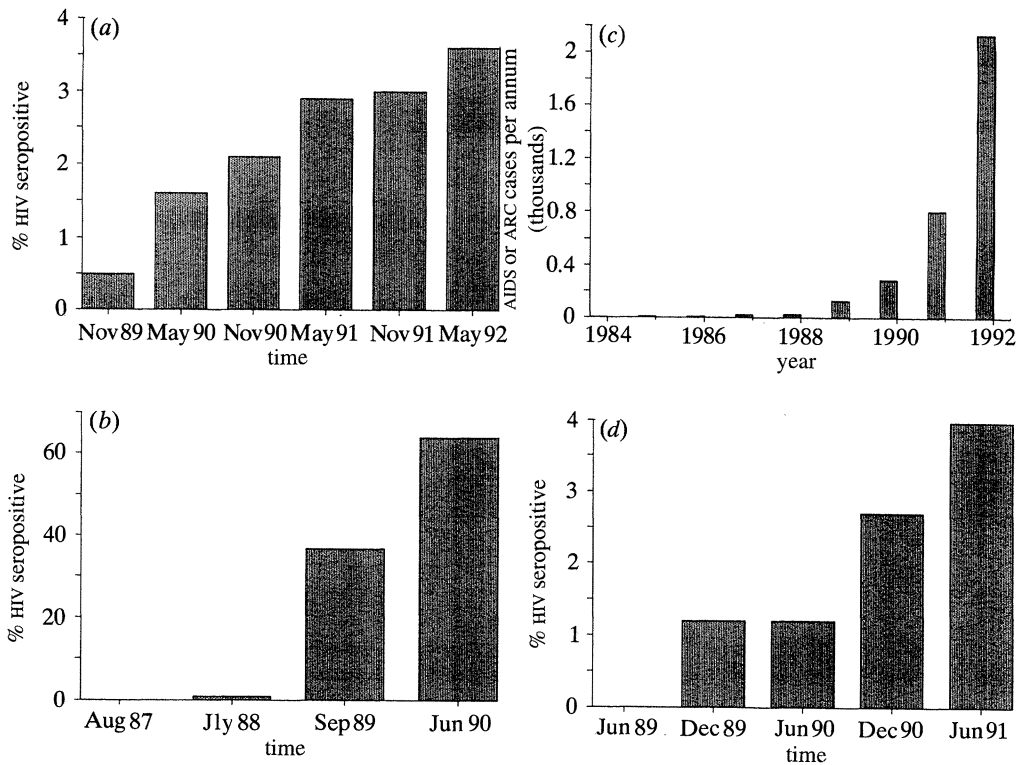 (a)
% HIV seropositive
4
3
2
1
0
Nov 89 May 90 Nov 90 May 91 Nov 91 May 92
time
(c)
AIDS or ARC cases per annum
(thousands)
2
1.6
1.2
0.8
0.4
0
1984 1986 1988 1990 1992
year
(b)
% HIV seropositive
60
40
20
0
Aug 87 Jly 88 Sep 89 Jun 90
time
(d)
% HIV seropositive
4
3
2
1
0
Jun 89 Dec 89 Jun 90 Dec 90 Jun 91
time